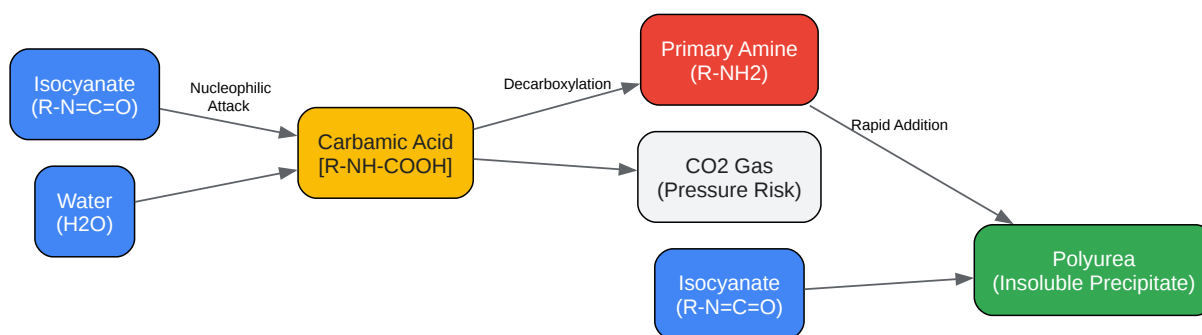 Isocyanate
(R-N=C=O)
Nucleophilic
Attack
Water
(H2O)
Carbamic Acid
[R-NH-COOH]
Decarboxylation
Primary Amine
(R-NH2)
CO2 Gas
(Pressure Risk)
Rapid Addition
Isocyanate
(R-N=C=O)
Polyurea
(Insoluble Precipitate)